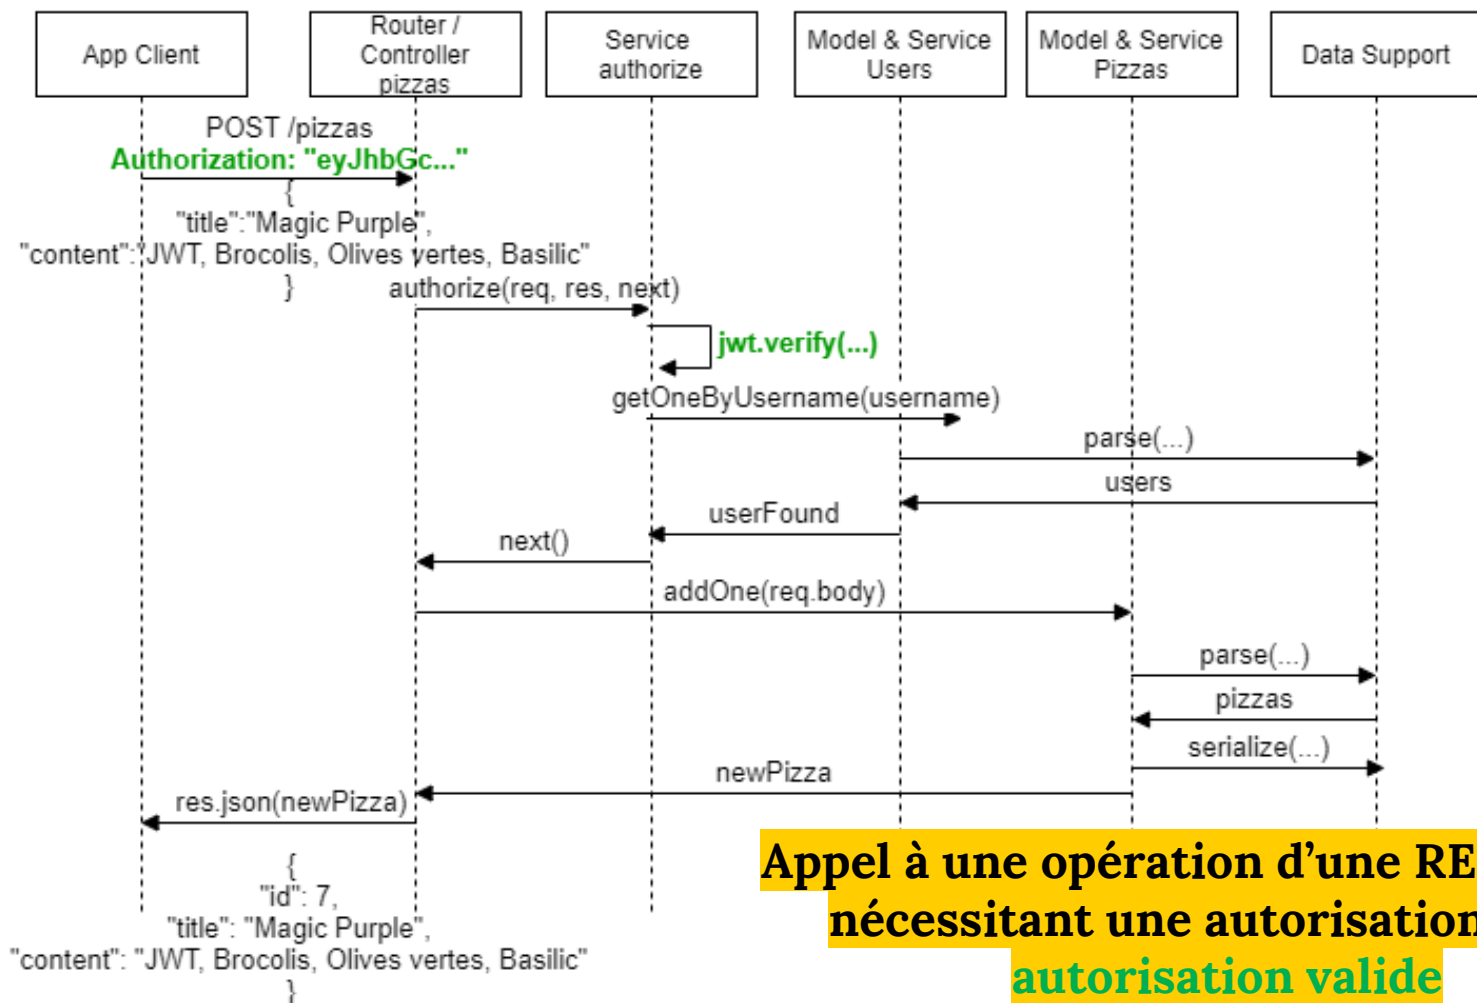 App Client
Router /
Controller
pizzas
Service
authorize
Model & Service
Users
Model & Service
Pizzas
Data Support
POST /pizzas
Authorization: "eyJhbGc..."
{
"title":"Magic Purple",
"content":"JWT, Brocolis, Olives vertes, Basilic"
}
authorize(req, res, next)
jwt.verify(...)
getOneByUsername(username)
parse(...)
users
userFound
next()
addOne(req.body)
parse(...)
pizzas
serialize(...)
newPizza
res.json(newPizza)
{
"id": 7,
"title": "Magic Purple",
"content": "JWT, Brocolis, Olives vertes, Basilic"
}
Appel à une opération d'une RE
nécessitant une autorisation
autorisation valide